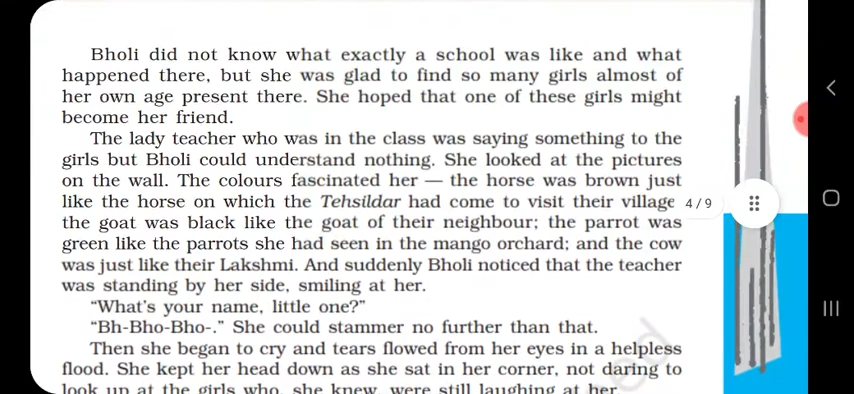 Bholi did not know what exactly a school was like and what
happened there, but she was glad to find so many girls almost of
her own age present there. She hoped that one of these girls might
become her friend.
The lady teacher who was in the class was saying something to the
girls but Bholi could understand nothing. She looked at the pictures
on the wall. The colours fascinated her — the horse was brown just
like the horse on which the Tehsildar had come to visit their village
4/9
the goat was black like the goat of their neighbour; the parrot was
green like the parrots she had seen in the mango orchard; and the cow
was just like their Lakshmi. And suddenly Bholi noticed that the teacher
was standing by her side, smiling at her.
“What's your name, little one?”
“Bh-Bho-Bho-.” She could stammer no further than that.
Then she began to cry and tears flowed from her eyes in a helpless
flood. She kept her head down as she sat in her corner, not daring to
look up at the girls who, she knew, were still laughing at her.